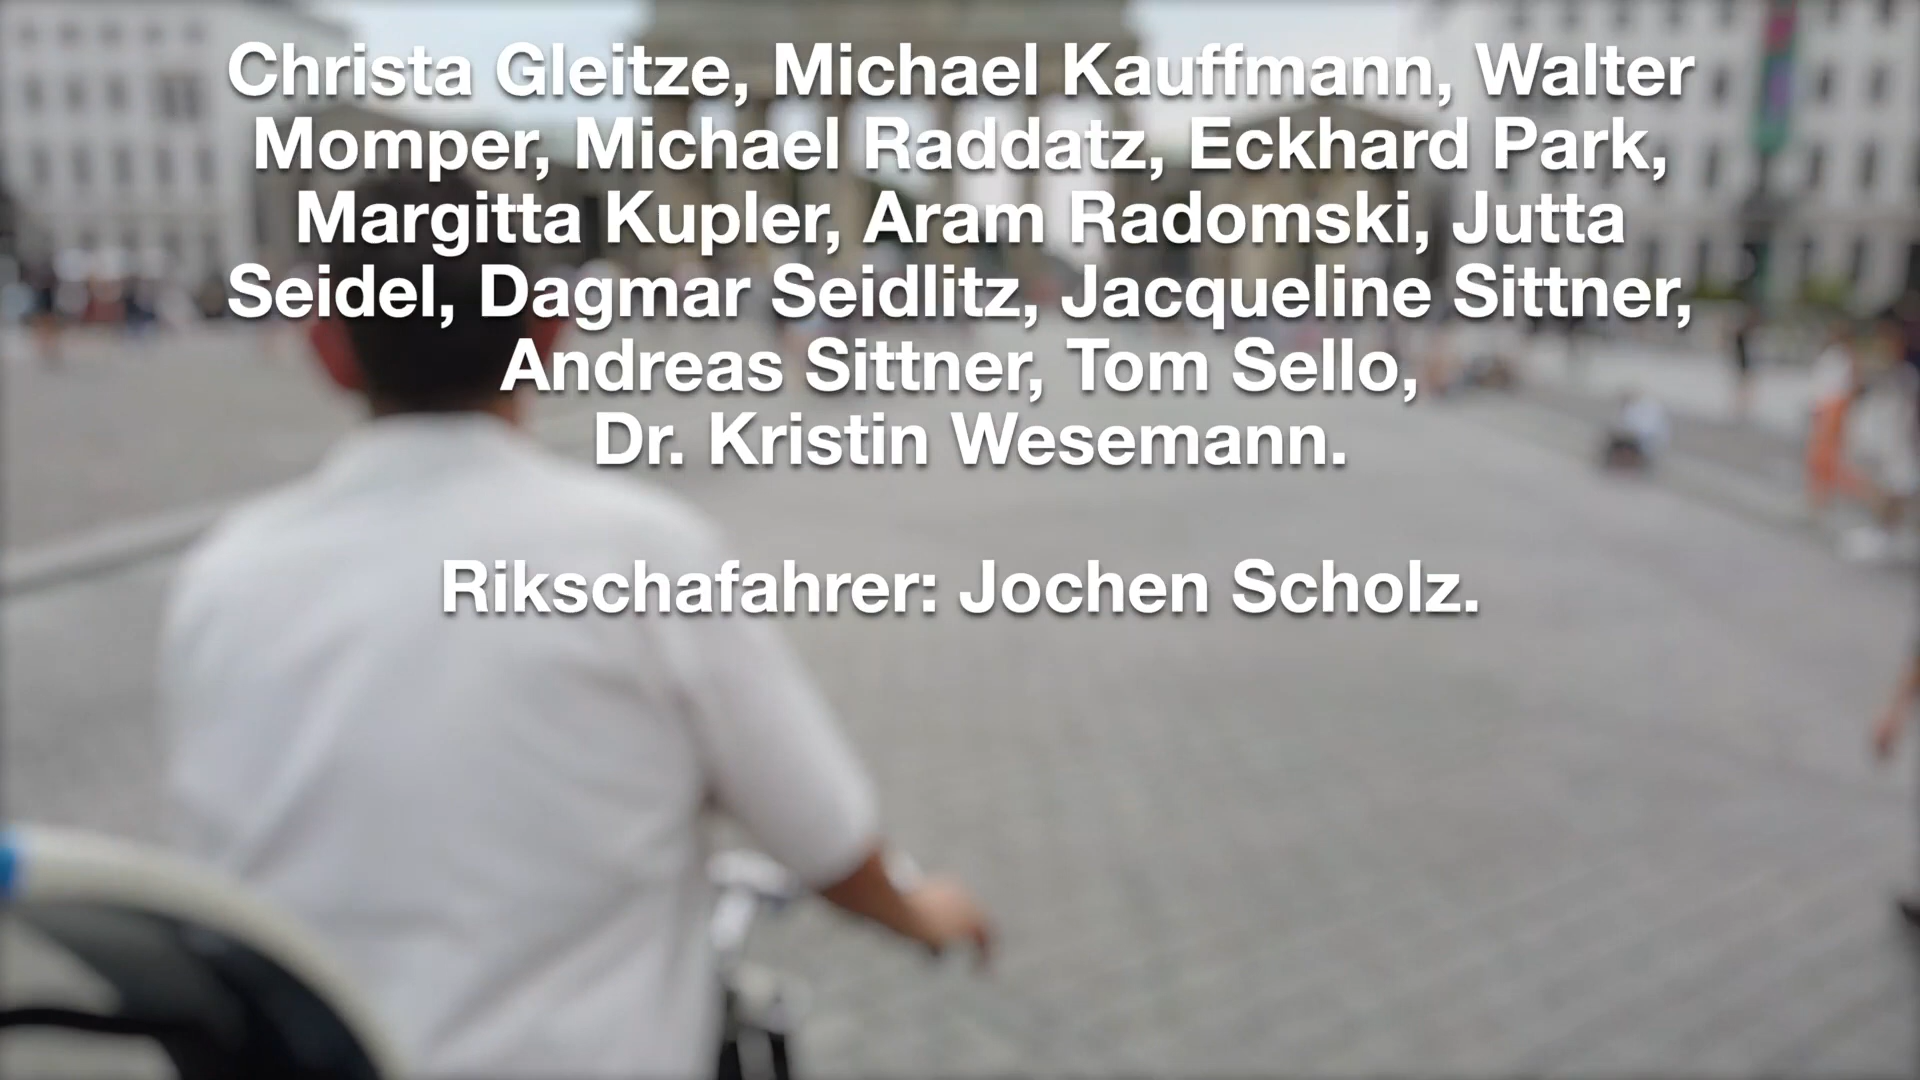 Christa Gleitze, Michael Kauffmann, Walter
Momper, Michael Raddatz, Eckhard Park,
Margitta Kupler, Aram Radomski, Jutta
Seidel, Dagmar Seidlitz, Jacqueline Sittner,
Andreas Sittner, Tom Sello,
Dr. Kristin Wesemann.
Rikschafahrer: Jochen Scholz.